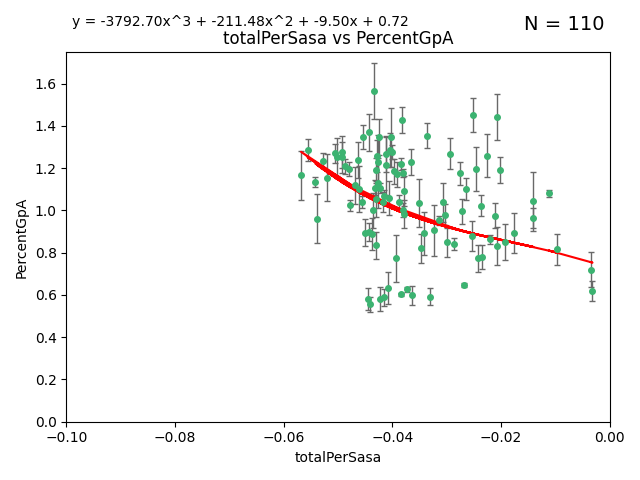 y = -3792.70x^3 + -211.48x^2 + -9.50x + 0.72
N = 110
totalPerSasa vs PercentGpA
PercentGpA
1.6
1.4
1.2
1.0
0.8
0.6
0.4
0.2
0.0
−0.10 −0.08 −0.06 −0.04 −0.02 0.00
totalPerSasa